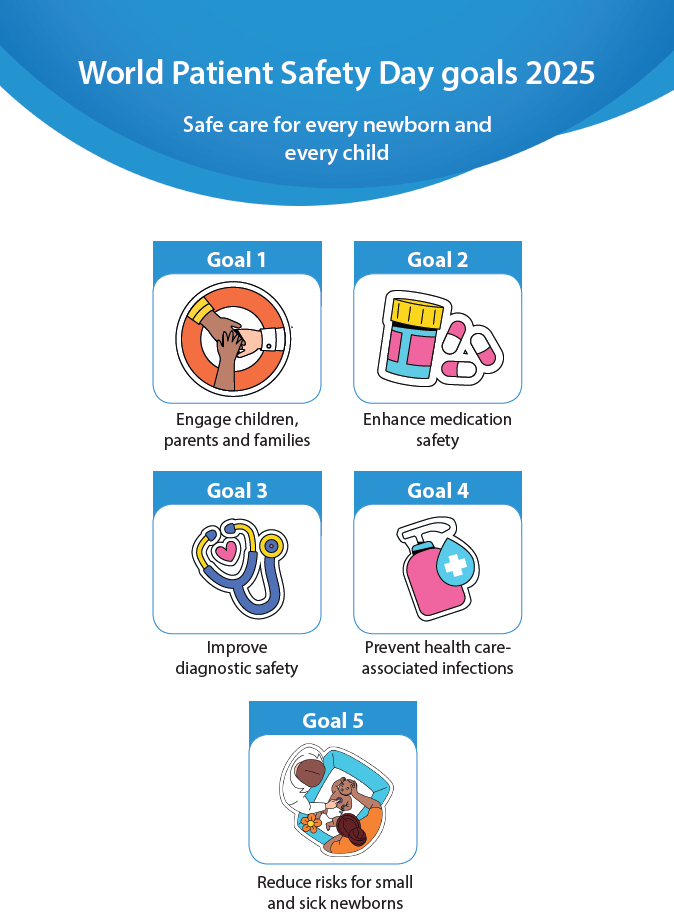 World Patient Safety Day goals 2025
Safe care for every newborn and
every child
Goal 1
Engage children,
parents and families
Goal 2
Enhance medication
safety
Goal 3
Improve
diagnostic safety
Goal 4
Prevent health care-
associated infections
Goal 5
Reduce risks for small
and sick newborns